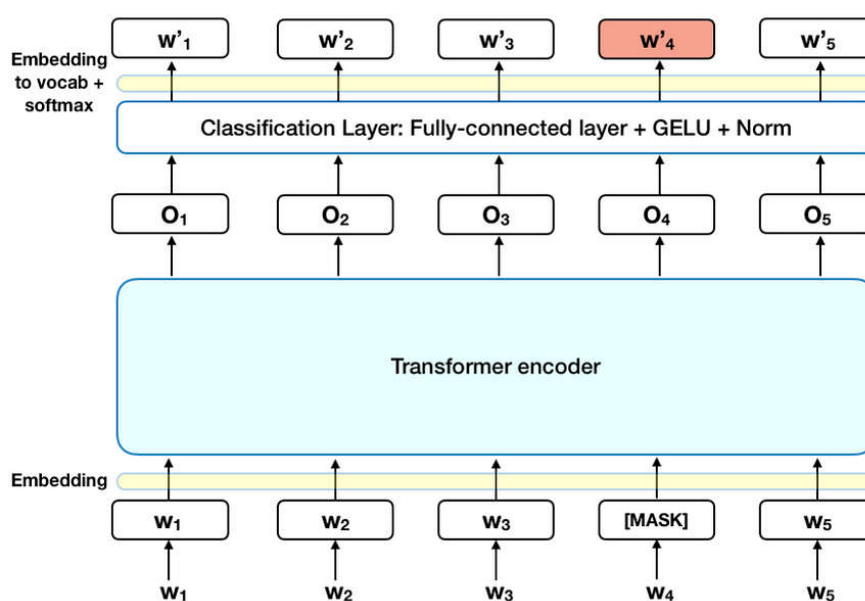 w'₁ w'₂ w'₃ w'₄ w'₅
Embedding
to vocab +
softmax
Classification Layer: Fully-connected layer + GELU + Norm
O₁ O₂ O₃ O₄ O₅
Transformer encoder
Embedding
w₁ w₂ w₃ [MASK] w₅
w₁ w₂ w₃ w₄ w₅